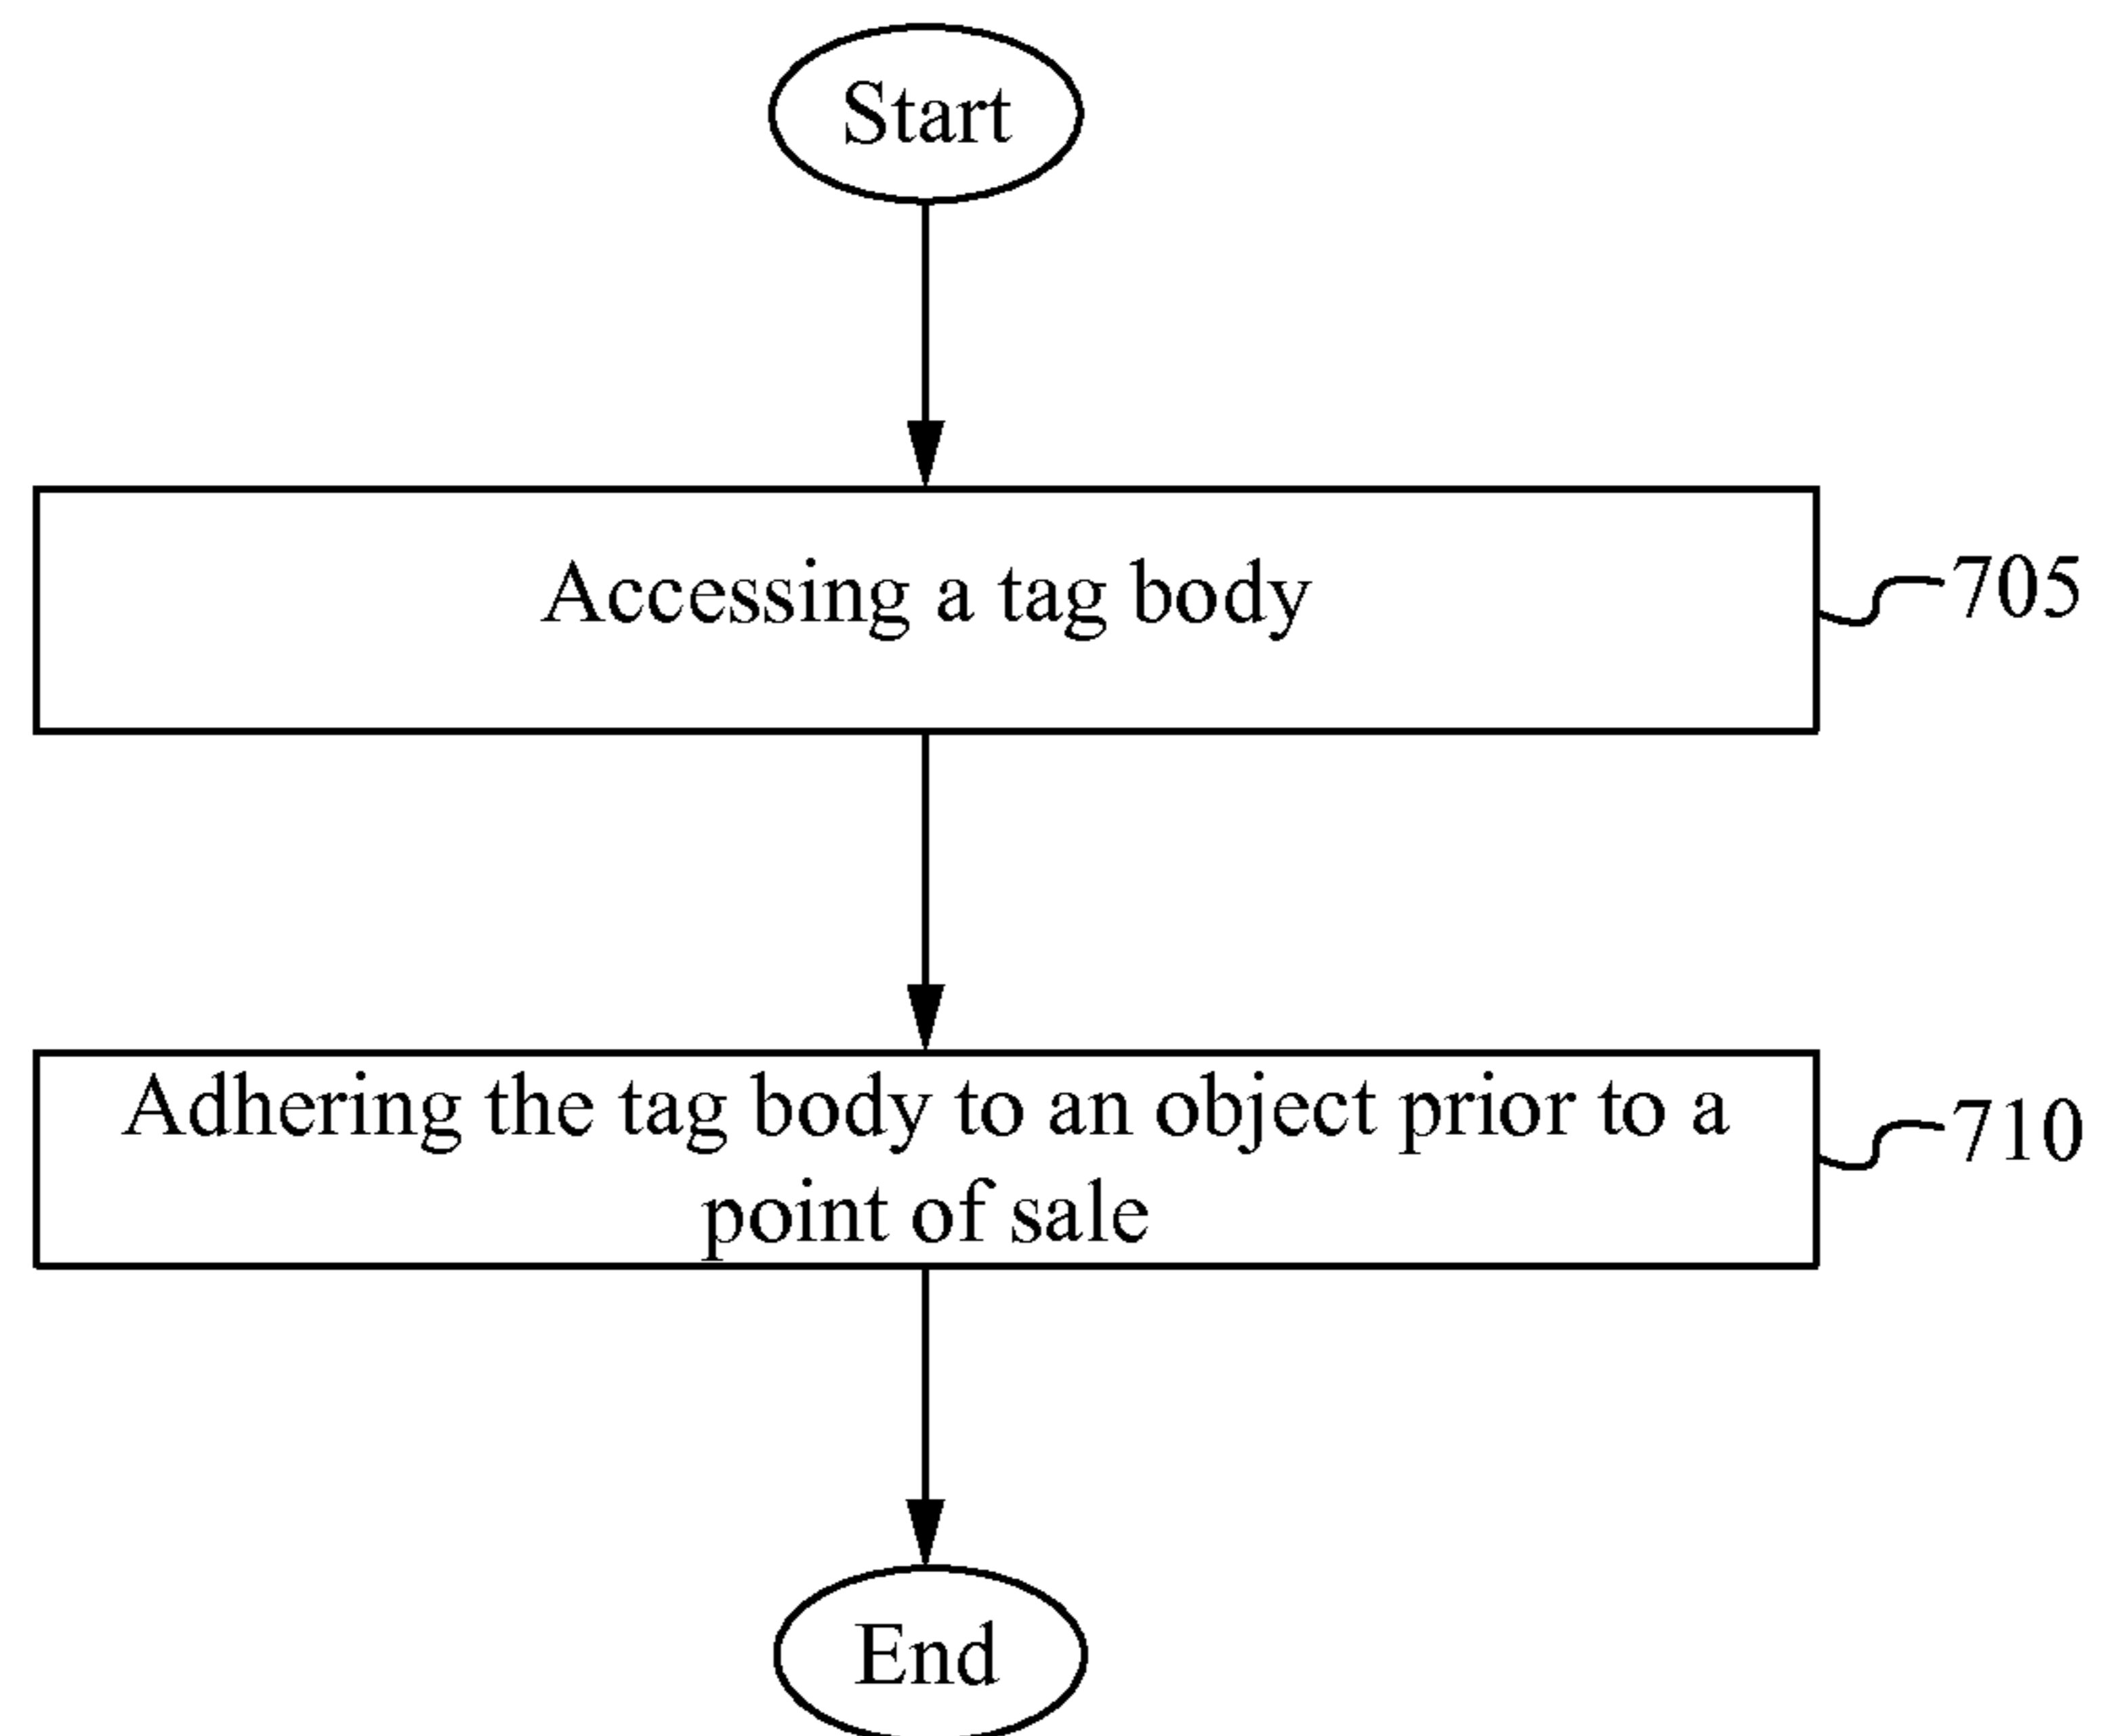 Start
Accessing a tag body
705
Adhering the tag body to an object prior to a
point of sale
710
End